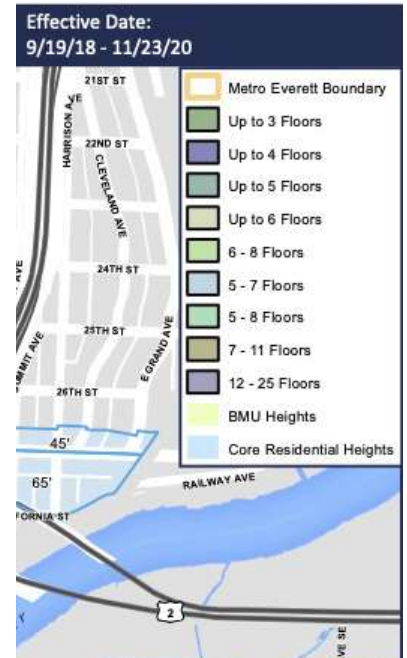 Effective Date:
9/19/18 - 11/23/20
21ST ST
HARRISON AVE
22ND ST
CLEVELAND AVE
24TH ST
25TH ST
E GRAND AVE
26TH ST
45'
65'
RAILWAY AVE
2
VE SE
Metro Everett Boundary
Up to 3 Floors
Up to 4 Floors
Up to 5 Floors
Up to 6 Floors
6 - 8 Floors
5 - 7 Floors
5 - 8 Floors
7 - 11 Floors
12 - 25 Floors
BMU Heights
Core Residential Heights
UMMIT AVE
FORNIA ST